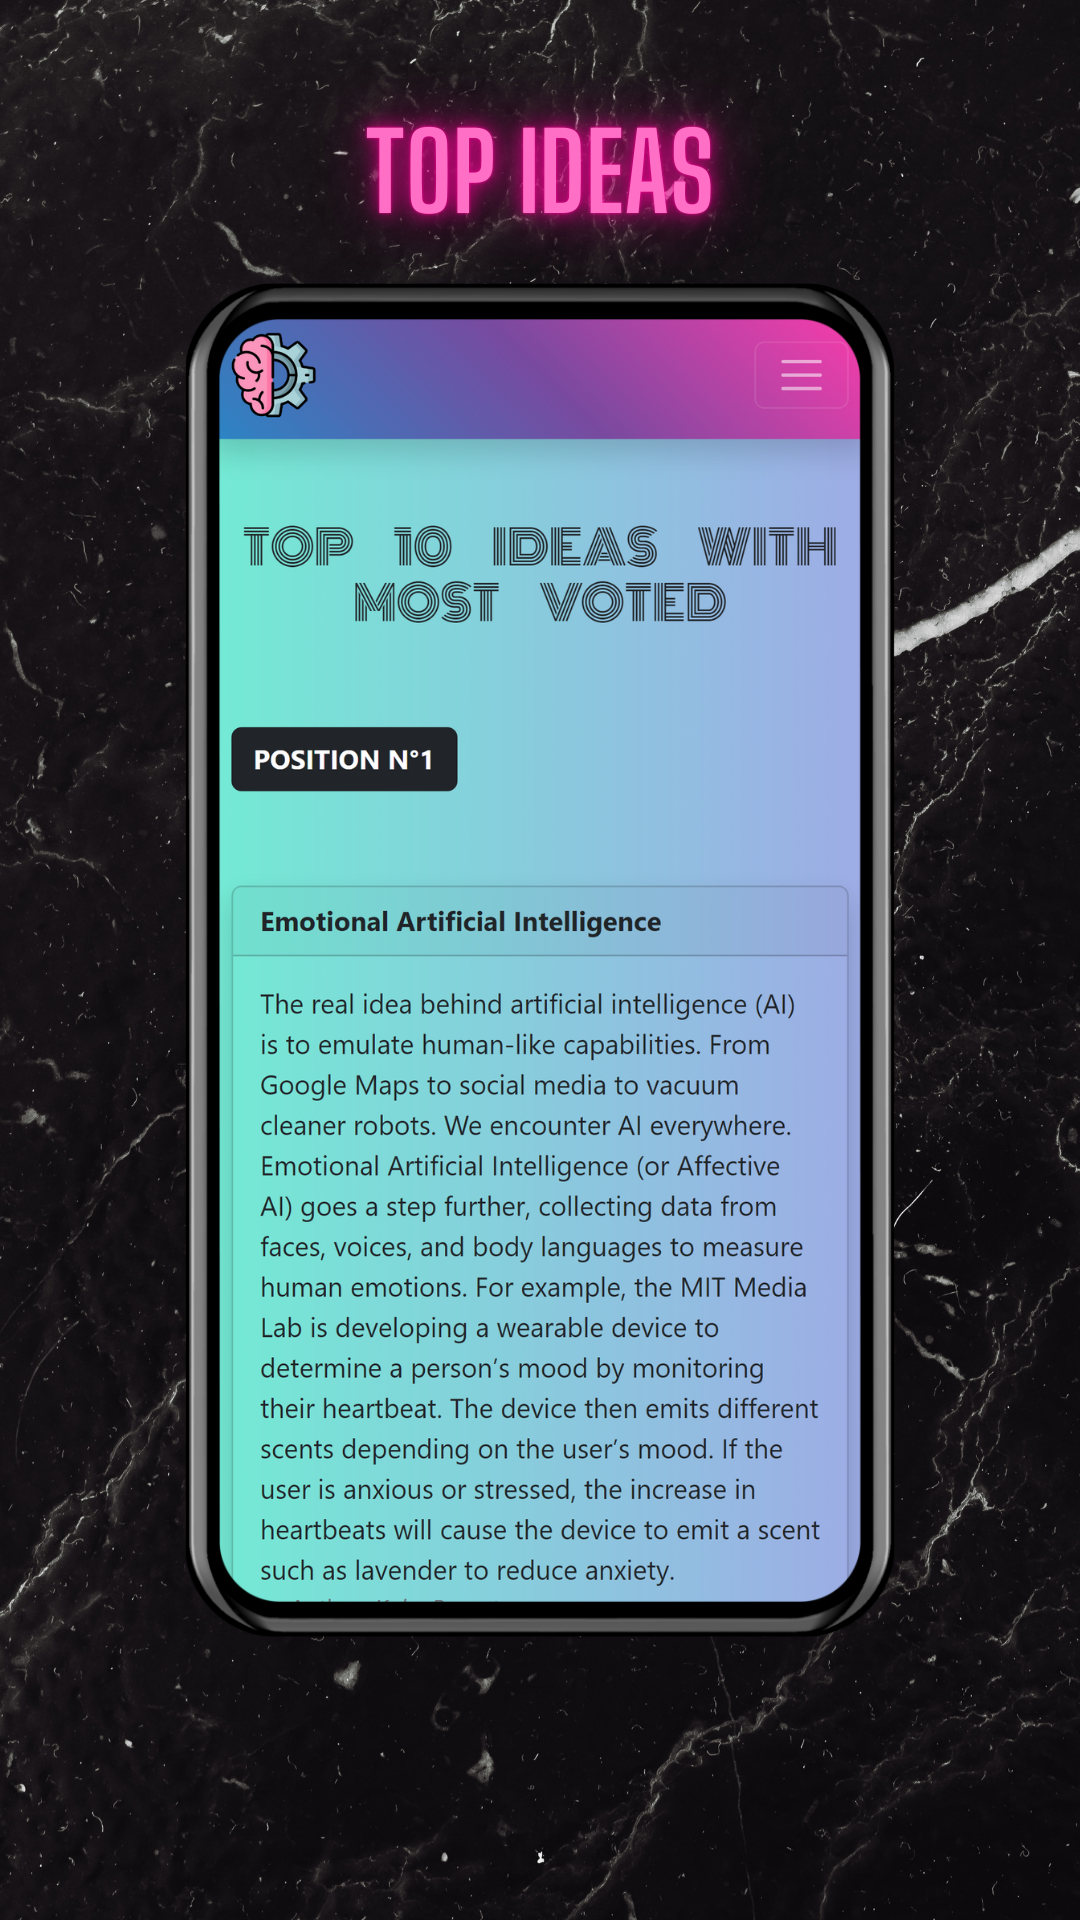 TOP IDEAS
TOP 10 IDEAS WITH
MOST VOTED
POSITION N°1
Emotional Artificial Intelligence
The real idea behind artificial intelligence (AI)
is to emulate human-like capabilities. From
Google Maps to social media to vacuum
cleaner robots. We encounter AI everywhere.
Emotional Artificial Intelligence (or Affective
AI) goes a step further, collecting data from
faces, voices, and body languages to measure
human emotions. For example, the MIT Media
Lab is developing a wearable device to
determine a person’s mood by monitoring
their heartbeat. The device then emits different
scents depending on the user’s mood. If the
user is anxious or stressed, the increase in
heartbeats will cause the device to emit a scent
such as lavender to reduce anxiety.